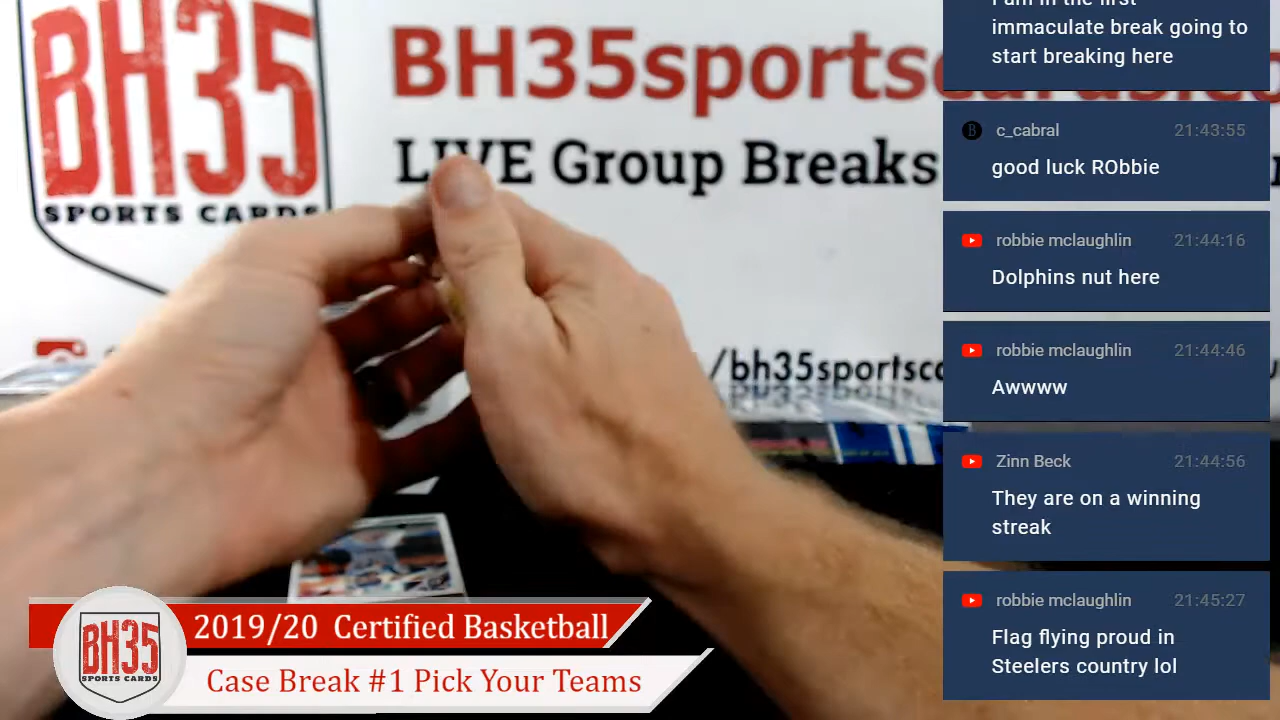 BH35
SPORTS CARDS
BH35sportscards.co
LIVE Group Breaks
/bh35sportsca
I am in the first
immaculate break going to
start breaking here
B c_cabral 21:43:55
good luck RObbie
robbie mclaughlin 21:44:16
Dolphins nut here
robbie mclaughlin 21:44:46
Awwww
Zinn Beck 21:44:56
They are on a winning
streak
robbie mclaughlin 21:45:27
Flag flying proud in
Steelers country lol
BH35
SPORTS CARDS
2019/20 Certified Basketball
Case Break #1 Pick Your Teams